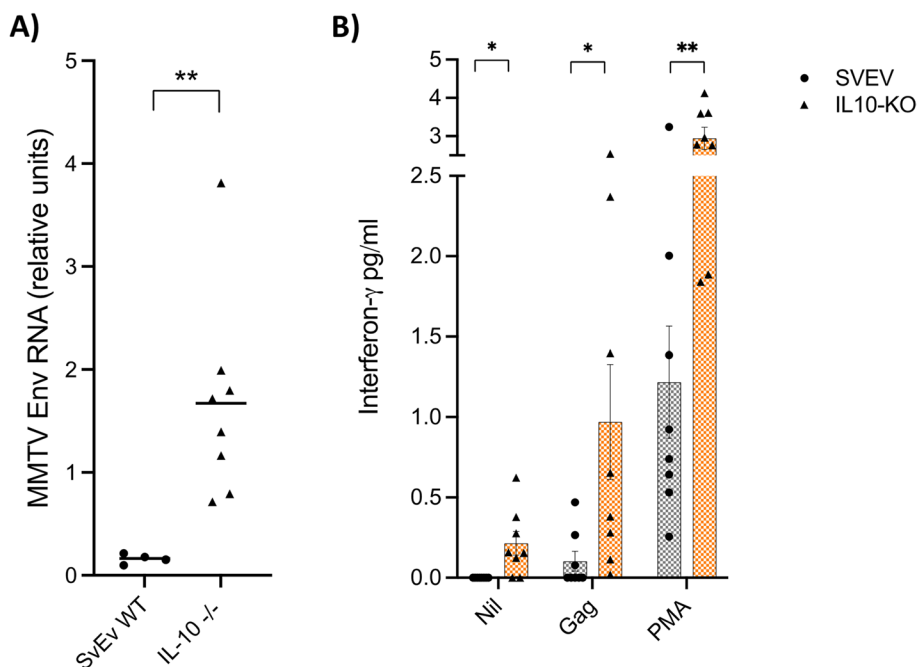 A)
MMTV Env RNA (relative units)
5
4
3
2
1
0
**
SvEv WT
IL-10 -/-
B)
Interferon-γ pg/ml
5
4
3
2.5
2.0
1.5
1.0
0.5
0.0
*
*
**
Nil
Gag
PMA
SVEV
IL10-KO